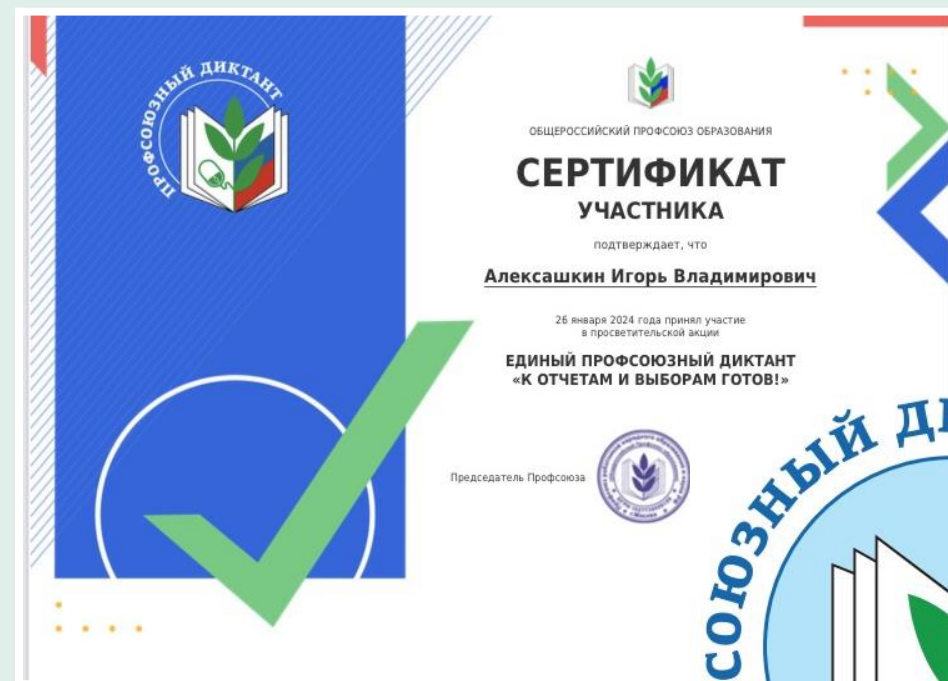 ПРОФСОЮЗНЫЙ ДИКТАНТ
ОБЩЕРОССИЙСКИЙ ПРОФСОЮЗ ОБРАЗОВАНИЯ
СЕРТИФИКАТ
УЧАСТНИКА
подтверждает, что
Алексашкин Игорь Владимирович
26 января 2024 года принял участие
в просветительской акции
ЕДИНЫЙ ПРОФСОЮЗНЫЙ ДИКТАНТ
«К ОТЧЕТАМ И ВЫБОРАМ ГОТОВ!»
Председатель Профсоюза
СОЮЗНЫЙ Д